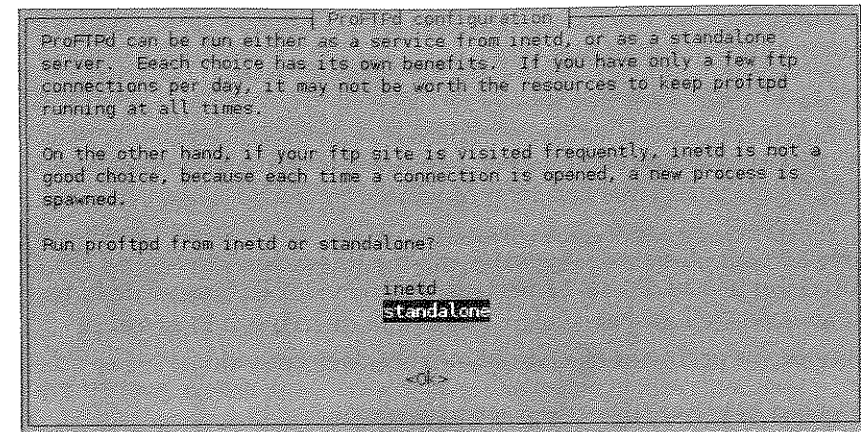 ProFTPd configuration
ProFTPd can be run either as a service from inetd, or as a standalone
server. Eeach choice has its own benefits. If you have only a few ftp
connections per day, it may not be worth the resources to keep proftpd
running at all times.
On the other hand, if your ftp site is visited frequently, inetd is not a
good choice, because each time a connection is opened, a new process is
spawned.
Run proftpd from inetd or standalone?
inetd
standalone
<Ok>